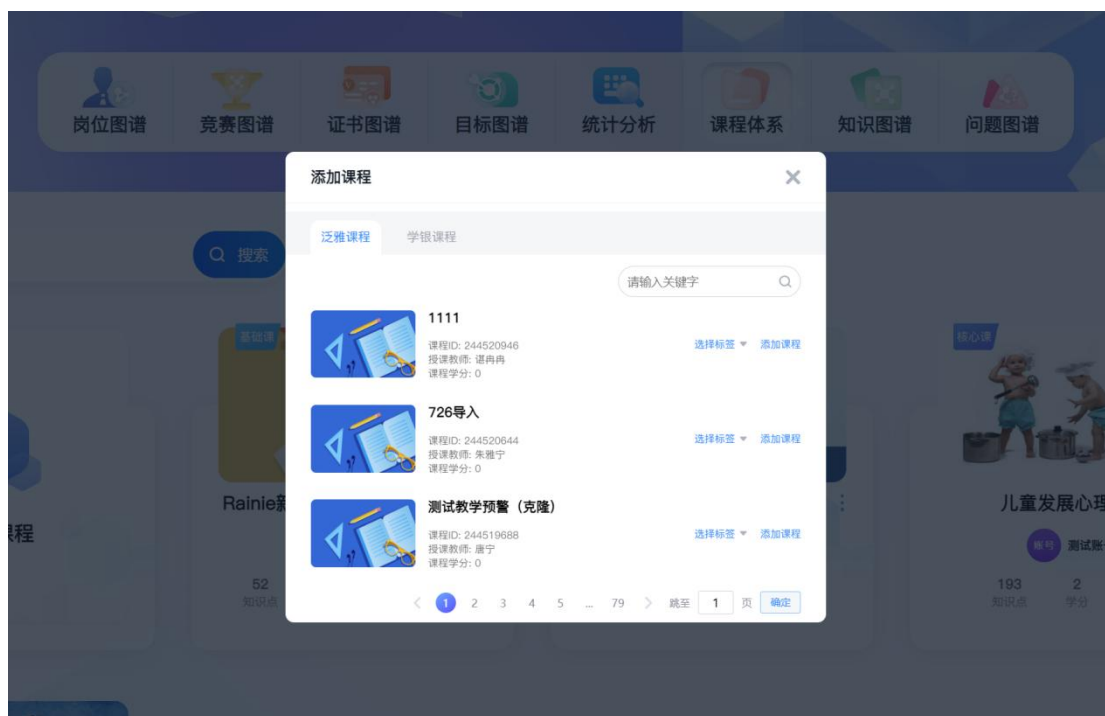 岗位图谱
竞赛图谱
证书图谱
目标图谱
统计分析
课程体系
知识图谱
问题图谱
添加课程
泛雅课程
学银课程
搜索
请输入关键字
基础课
核心课
1111
课程ID: 244520946
授课教师: 谌冉冉
课程学分: 0
选择标签 添加课程
726导入
课程ID: 244520644
授课教师: 朱雅宁
课程学分: 0
选择标签 添加课程
测试教学预警（克隆）
课程ID: 244519688
授课教师: 唐宁
课程学分: 0
选择标签 添加课程
Rainie新
儿童发展心理
程
账号 测试账
52
知识点
193 2
知识点 学分
1 2 3 4 5 … 79 跳至 1 页 确定